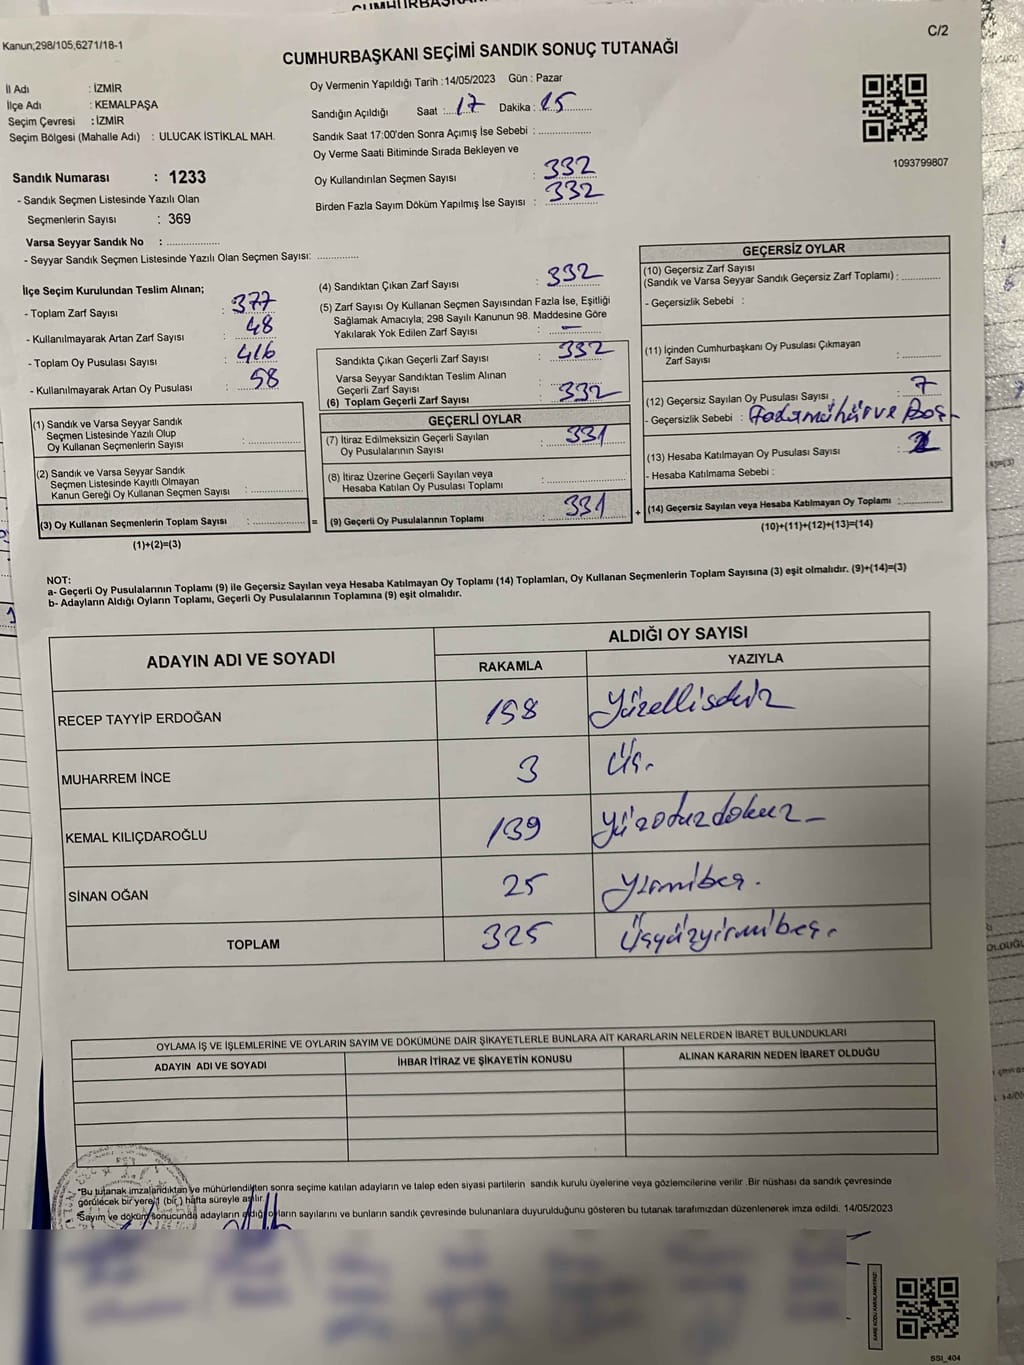 Kanun;298/105,6271/18-1
C/2
CUMHURBAŞKANI SEÇİMİ SANDIK SONUÇ TUTANAĞI
İl Adı : İZMİR
İlçe Adı : KEMALPAŞA
Seçim Çevresi : İZMİR
Seçim Bölgesi (Mahalle Adı) : ULUCAK İSTİKLAL MAH.
Oy Vermenin Yapıldığı Tarih :14/05/2023 Gün : Pazar
Sandığın Açıldığı Saat : 17 Dakika : 15
Sandık Saat 17:00'den Sonra Açımış İse Sebebi :
Oy Verme Saati Bitiminde Sırada Bekleyen ve
Oy Kullandırılan Seçmen Sayısı : 332
Birden Fazla Sayım Döküm Yapılmış İse Sayısı : 332
1093799807
Sandık Numarası : 1233
- Sandık Seçmen Listesinde Yazılı Olan
Seçmenlerin Sayısı : 369
Varsa Seyyar Sandık No :
- Seyyar Sandık Seçmen Listesinde Yazılı Olan Seçmen Sayısı:
İlçe Seçim Kurulundan Teslim Alınan;
- Toplam Zarf Sayısı : 377
- Kullanılmayarak Artan Zarf Sayısı : 48
- Toplam Oy Pusulası Sayısı : 416
- Kullanılmayarak Artan Oy Pusulası : 58
(1) Sandık ve Varsa Seyyar Sandık
Seçmen Listesinde Yazılı Olup
Oy Kullanan Seçmenlerin Sayısı :
(2) Sandık ve Varsa Seyyar Sandık
Seçmen Listesinde Kayıtlı Olmayan
Kanun Gereği Oy Kullanan Seçmen Sayısı :
(3) Oy Kullanan Seçmenlerin Toplam Sayısı :
(1)+(2)=(3)
(4) Sandıktan Çıkan Zarf Sayısı : 332
(5) Zarf Sayısı Oy Kullanan Seçmen Sayısından Fazla İse, Eşitliği
Sağlamak Amacıyla; 298 Sayılı Kanunun 98. Maddesine Göre
Yakılarak Yok Edilen Zarf Sayısı : —
Sandıkta Çıkan Geçerli Zarf Sayısı : 332
Varsa Seyyar Sandıktan Teslim Alınan
Geçerli Zarf Sayısı :
(6) Toplam Geçerli Zarf Sayısı : 332
GEÇERLİ OYLAR
(7) İtiraz Edilmeksizin Geçerli Sayılan
Oy Pusulalarının Sayısı : 331
(8) İtiraz Üzerine Geçerli Sayılan veya
Hesaba Katılan Oy Pusulası Toplamı :
= (9) Geçerli Oy Pusulalarının Toplamı : 331
GEÇERSİZ OYLAR
(10) Geçersiz Zarf Sayısı
(Sandık ve Varsa Seyyar Sandık Geçersiz Zarf Toplamı) :
- Geçersizlik Sebebi :
(11) İçinden Cumhurbaşkanı Oy Pusulası Çıkmayan
Zarf Sayısı :
(12) Geçersiz Sayılan Oy Pusulası Sayısı : 7
- Geçersizlik Sebebi : Fazla mühür ve Boş
(13) Hesaba Katılmayan Oy Pusulası Sayısı :
- Hesaba Katılmama Sebebi :
+ (14) Geçersiz Sayılan veya Hesaba Katılmayan Oy Toplamı :
(10)+(11)+(12)+(13)=(14)
NOT:
a- Geçerli Oy Pusulalarının Toplamı (9) ile Geçersiz Sayılan veya Hesaba Katılmayan Oy Toplamı (14) Toplamları, Oy Kullanan Seçmenlerin Toplam Sayısına (3) eşit olmalıdır. (9)+(14)=(3)
b- Adayların Aldığı Oyların Toplamı, Geçerli Oy Pusulalarının Toplamına (9) eşit olmalıdır.
ADAYIN ADI VE SOYADI
ALDIĞI OY SAYISI
RAKAMLA YAZIYLA
RECEP TAYYİP ERDOĞAN 158 Yüzellisekiz
MUHARREM İNCE 3 Üç.
KEMAL KILIÇDAROĞLU 139 Yüzotuzdokuz
SİNAN OĞAN 25 Yirmibeş.
TOPLAM 325 Üçyüzyirmibeş.
OYLAMA İŞ VE İŞLEMLERİNE VE OYLARIN SAYIM VE DÖKÜMÜNE DAİR ŞİKAYETLERLE BUNLARA AİT KARARLARIN NELERDEN İBARET BULUNDUKLARI
ADAYIN ADI VE SOYADI İHBAR İTİRAZ VE ŞİKAYETİN KONUSU ALINAN KARARIN NEDEN İBARET OLDUĞU
*Bu tutanak imzalandıktan ve mühürlendikten sonra seçime katılan adayların ve talep eden siyasi partilerin sandık kurulu üyelerine veya gözlemcilerine verilir .Bir nüshası da sandık çevresinde
görülecek bir yere 1 (bir ) hafta süreyle asılır.
*Sayım ve döküm sonucunda adayların aldığı oyların sayılarını ve bunların sandık çevresinde bulunanlara duyurulduğunu gösteren bu tutanak tarafımızdan düzenlenerek imza edildi. 14/05/2023
SSI_404